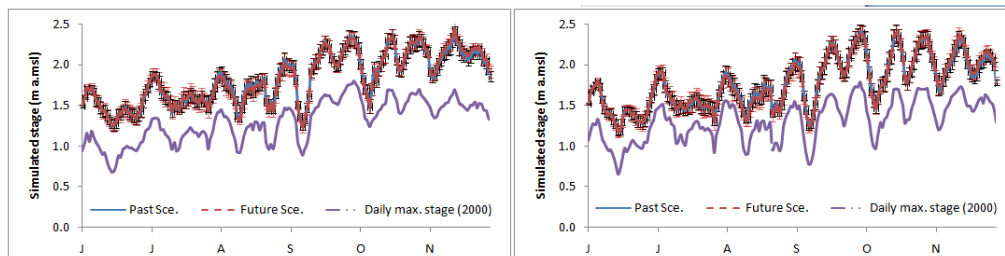 Simulated stage (m a.msl)
2.5
2.0
1.5
1.0
0.5
0.0
Past Sce.
Future Sce.
Daily max. stage (2000)
J J A S O N
Simulated stage (m a.msl)
2.5
2.0
1.5
1.0
0.5
0.0
Past Sce.
Future Sce.
Daily max. stage (2000)
J J A S O N